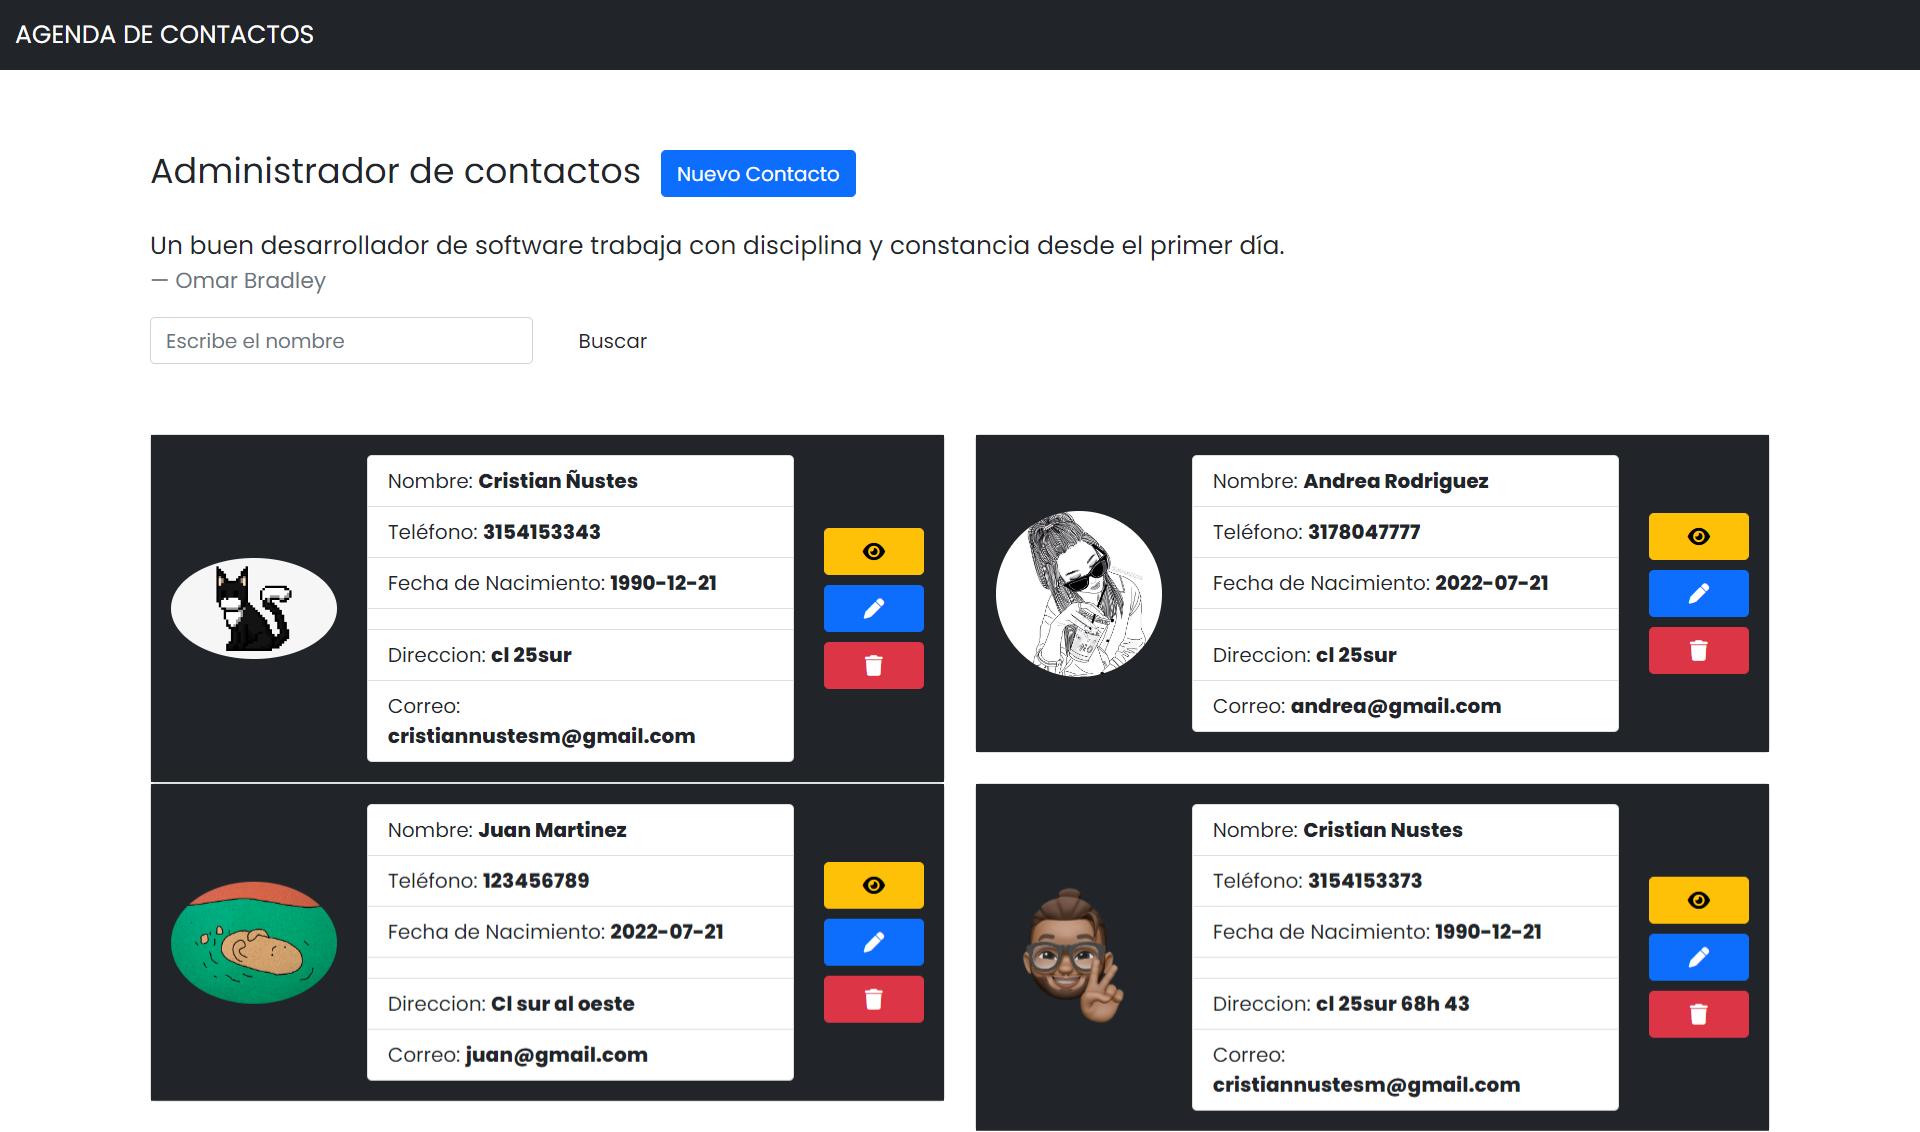 AGENDA DE CONTACTOS
Administrador de contactos
Nuevo Contacto
Un buen desarrollador de software trabaja con disciplina y constancia desde el primer día.
— Omar Bradley
Escribe el nombre
Buscar
Nombre: Cristian Ñustes
Teléfono: 3154153343
Fecha de Nacimiento: 1990-12-21
Direccion: cl 25sur
Correo:
cristiannustesm@gmail.com
Nombre: Andrea Rodriguez
Teléfono: 3178047777
Fecha de Nacimiento: 2022-07-21
Direccion: cl 25sur
Correo: andrea@gmail.com
Nombre: Juan Martinez
Teléfono: 123456789
Fecha de Nacimiento: 2022-07-21
Direccion: Cl sur al oeste
Correo: juan@gmail.com
Nombre: Cristian Nustes
Teléfono: 3154153373
Fecha de Nacimiento: 1990-12-21
Direccion: cl 25sur 68h 43
Correo:
cristiannustesm@gmail.com